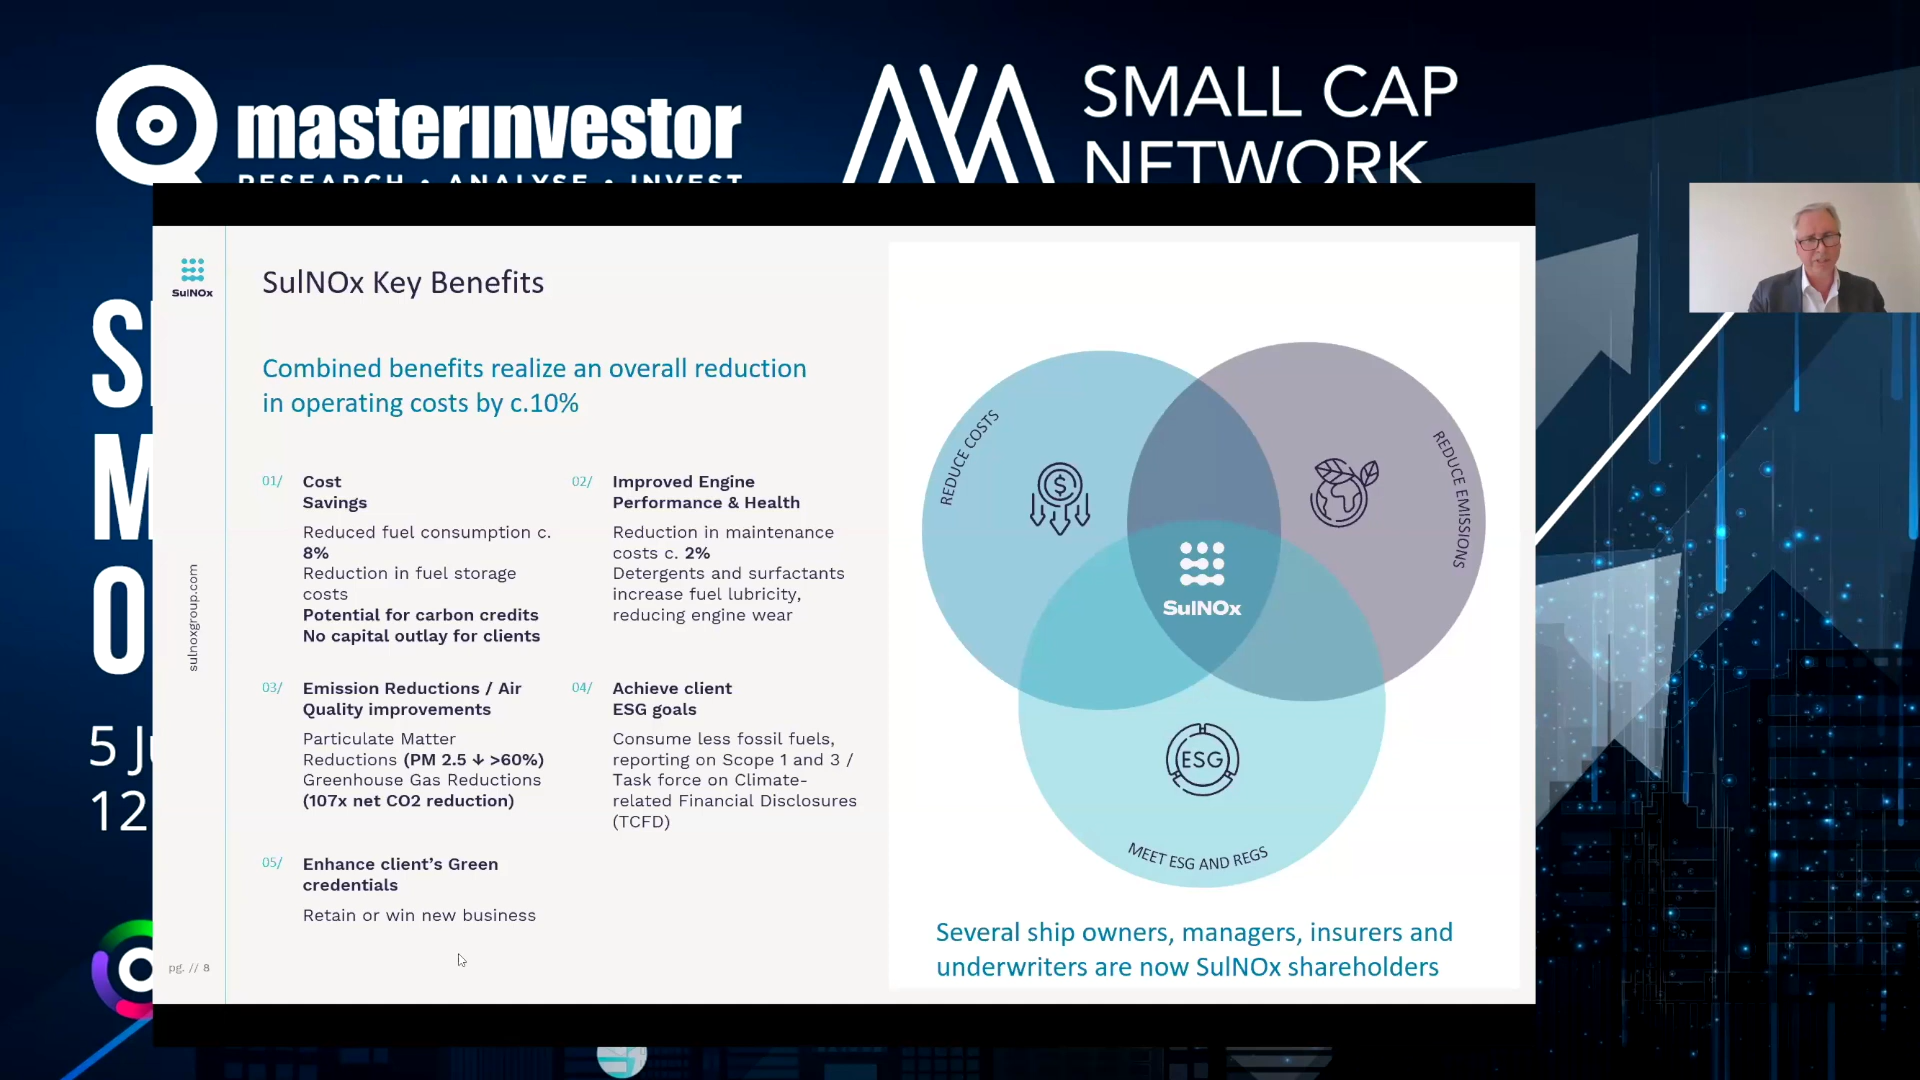 masterinvestor
RESEARCH • ANALYSE • INVEST
SMALL CAP
NETWORK
5 Ju
12
SulNOx
sulnoxgroup.com
pg. // 8
SulNOx Key Benefits
Combined benefits realize an overall reduction
in operating costs by c.10%
01/ Cost
Savings
Reduced fuel consumption c.
8%
Reduction in fuel storage
costs
Potential for carbon credits
No capital outlay for clients
02/ Improved Engine
Performance & Health
Reduction in maintenance
costs c. 2%
Detergents and surfactants
increase fuel lubricity,
reducing engine wear
03/ Emission Reductions / Air
Quality improvements
Particulate Matter
Reductions (PM 2.5 ↓ >60%)
Greenhouse Gas Reductions
(107x net CO2 reduction)
04/ Achieve client
ESG goals
Consume less fossil fuels,
reporting on Scope 1 and 3 /
Task force on Climate-
related Financial Disclosures
(TCFD)
05/ Enhance client’s Green
credentials
Retain or win new business
REDUCE COSTS
REDUCE EMISSIONS
SulNOx
ESG
MEET ESG AND REGS
Several ship owners, managers, insurers and
underwriters are now SulNOx shareholders